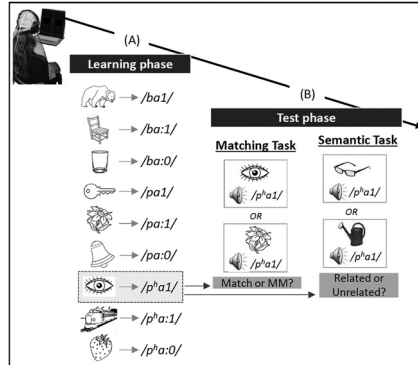 (A)
Learning phase
/ba1/
/ba:1/
/ba:0/
/pa1/
/pa:1/
/pa:0/
/pʰa1/
/pʰa:1/
/pʰa:0/
(B)
Test phase
Matching Task
/pʰa1/
OR
/pʰa1/
Match or MM?
Semantic Task
/pʰa1/
OR
/pʰa1/
Related or
Unrelated?